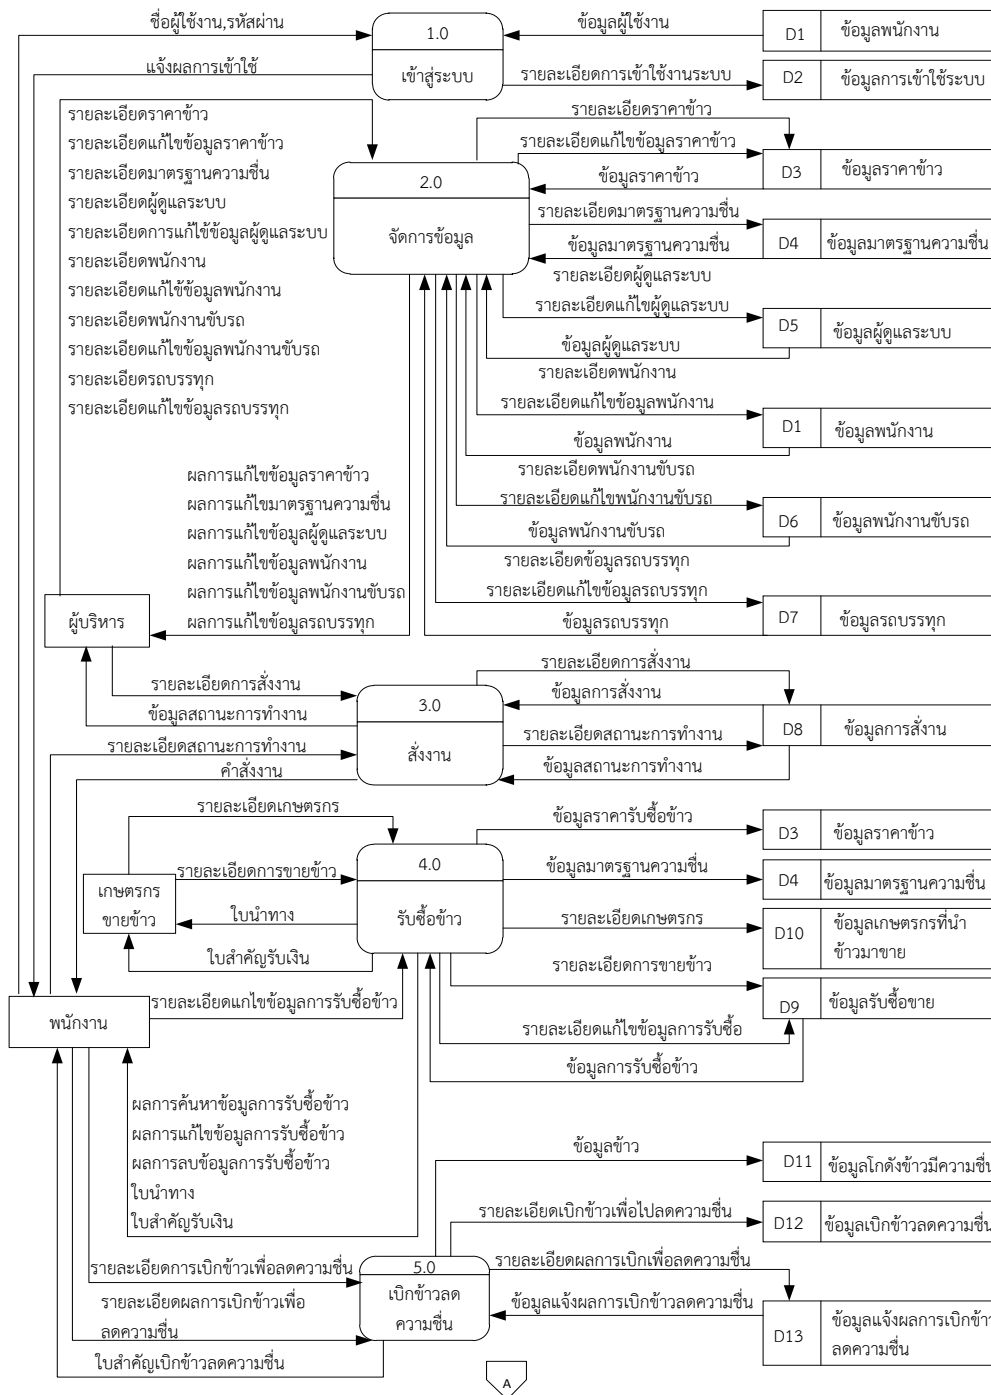 ชื่อผู้ใช้งาน,รหัสผ่าน
1.0
เข้าสู่ระบบ
ข้อมูลผู้ใช้งาน
D1
ข้อมูลพนักงาน
แจ้งผลการเข้าใช้
รายละเอียดการเข้าใช้งานระบบ
D2
ข้อมูลการเข้าใช้ระบบ
รายละเอียดราคาข้าว
รายละเอียดแก้ไขข้อมูลราคาข้าว
รายละเอียดมาตรฐานความชื่น
รายละเอียดผู้ดูแลระบบ
รายละเอียดการแก้ไข้ข้อมูลผู้ดูแลระบบ
รายละเอียดพนักงาน
รายละเอียดแก้ไข้ข้อมูลพนักงาน
รายละเอียดพนักงานขับรถ
รายละเอียดแก้ไขข้อมูลพนักงานขับรถ
รายละเอียดรถบรรทุก
รายละเอียดแก้ไขข้อมูลรถบรรทุก
2.0
จัดการข้อมูล
รายละเอียดราคาข้าว
รายละเอียดแก้ไขข้อมูลราคาข้าว
ข้อมูลราคาข้าว
D3
ข้อมูลราคาข้าว
รายละเอียดมาตรฐานความชื่น
ข้อมูลมาตรฐานความชื่น
D4
ข้อมูลมาตรฐานความชื่น
รายละเอียดผู้ดูแลระบบ
รายละเอียดแก้ไขผู้ดูแลระบบ
ข้อมูลผู้ดูแลระบบ
D5
ข้อมูลผู้ดูแลระบบ
รายละเอียดพนักงาน
รายละเอียดแก้ไขข้อมูลพนักงาน
ข้อมูลพนักงาน
D1
ข้อมูลพนักงาน
รายละเอียดพนักงานขับรถ
รายละเอียดแก้ไขพนักงานขับรถ
ข้อมูลพนักงานขับรถ
D6
ข้อมูลพนักงานขับรถ
รายละเอียดข้อมูลรถบรรทุก
รายละเอียดแก้ไขข้อมูลรถบรรทุก
ข้อมูลรถบรรทุก
D7
ข้อมูลรถบรรทุก
ผลการแก้ไขข้อมูลราคาข้าว
ผลการแก้ไขมาตรฐานความชื่น
ผลการแก้ไขข้อมูลผู้ดูแลระบบ
ผลการแก้ไขข้อมูลพนักงาน
ผลการแก้ไขข้อมูลพนักงานขับรถ
ผลการแก้ไขข้อมูลรถบรรทุก
ผู้บริหาร
รายละเอียดการสั่งงาน
ข้อมูลสถานะการทำงาน
รายละเอียดสถานะการทำงาน
คำสั่งงาน
3.0
สั่งงาน
รายละเอียดการสั่งงาน
ข้อมูลการสั่งงาน
รายละเอียดสถานะการทำงาน
ข้อมูลสถานะการทำงาน
D8
ข้อมูลการสั่งงาน
รายละเอียดเกษตรกร
รายละเอียดการขายข้าว
ใบนำทาง
ใบสำคัญรับเงิน
เกษตรกร
ขายข้าว
4.0
รับซื้อข้าว
ข้อมูลราคารับซื้อข้าว
D3
ข้อมูลราคาข้าว
ข้อมูลมาตรฐานความชื่น
D4
ข้อมูลมาตรฐานความชื่น
รายละเอียดเกษตรกร
D10
ข้อมูลเกษตรกรที่นำ
ข้าวมาขาย
รายละเอียดการขายข้าว
D9
ข้อมูลรับซื้อขาย
รายละเอียดแก้ไขข้อมูลการรับซื้อ
ข้อมูลการรับซื้อข้าว
พนักงาน
รายละเอียดแกไขข้อมูลการรับซื้อข้าว
ผลการค้นหาข้อมูลการรับซื้อข้าว
ผลการแก้ไขข้อมูลการรับซื้อข้าว
ผลการลบข้อมูลการรับซื้อข้าว
ใบนำทาง
ใบสำคัญรับเงิน
ข้อมูลข้าว
D11
ข้อมูลโกดังข้าวมีความชื่น
รายละเอียดเบิกข้าวเพื่อไปลดความชื่น
D12
ข้อมูลเบิกข้าวลดความชื่น
รายละเอียดการเบิกข้าวเพื่อลดความชื่น
รายละเอียดผลการเบิกข้าวเพื่อ
ลดความชื่น
ใบสำคัญเบิกข้าวลดความชื่น
5.0
เบิกข้าวลด
ความชื่น
รายละเอียดผลการเบิกเพื่อลดความชื่น
ข้อมูลแจ้งผลการเบิกข้าวลดความชื่น
D13
ข้อมูลแจ้งผลการเบิกข้าว
ลดความชื่น
A